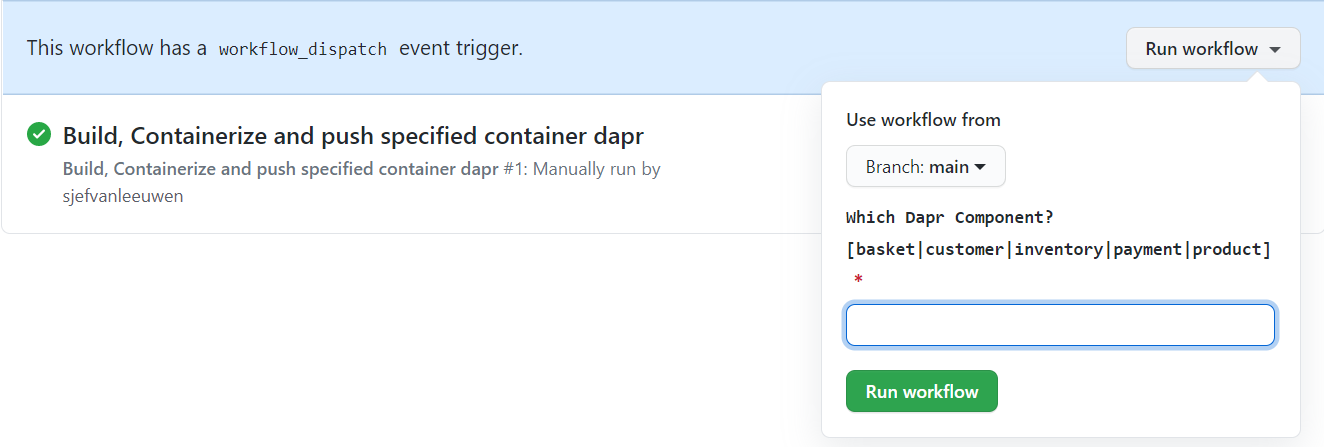 This workflow has a workflow_dispatch event trigger.
Run workflow
Build, Containerize and push specified container dapr
Build, Containerize and push specified container dapr #1: Manually run by
sjefvanleeuwen
Use workflow from
Branch: main
Which Dapr Component?
[basket|customer|inventory|payment|product]
*
Run workflow